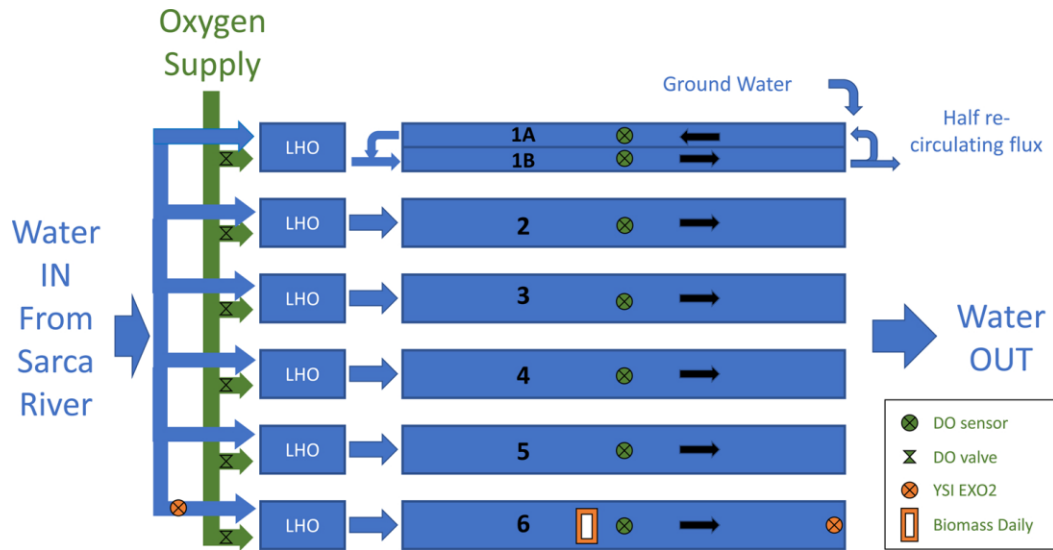 Oxygen
Supply
Ground Water
Half re-
circulating flux
Water
IN
From
Sarca
River
LHO
1A
1B
LHO
2
LHO
3
LHO
4
LHO
5
LHO
6
Water
OUT
DO sensor
DO valve
YSI EXO2
Biomass Daily